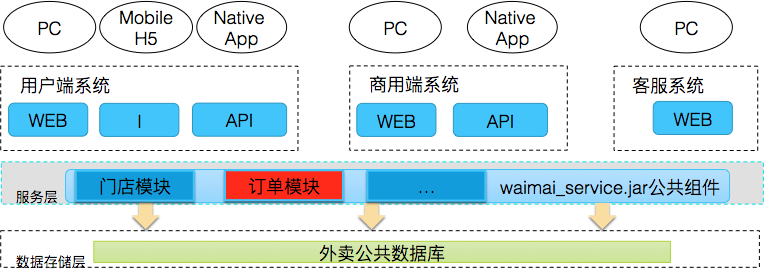 PC
Mobile
H5
Native
App
PC
Native
App
PC
用户端系统
商用端系统
客服系统
WEB
I
API
WEB
API
WEB
服务层
门店模块
订单模块
...
waimai_service.jar公共组件
数据存储层
外卖公共数据库